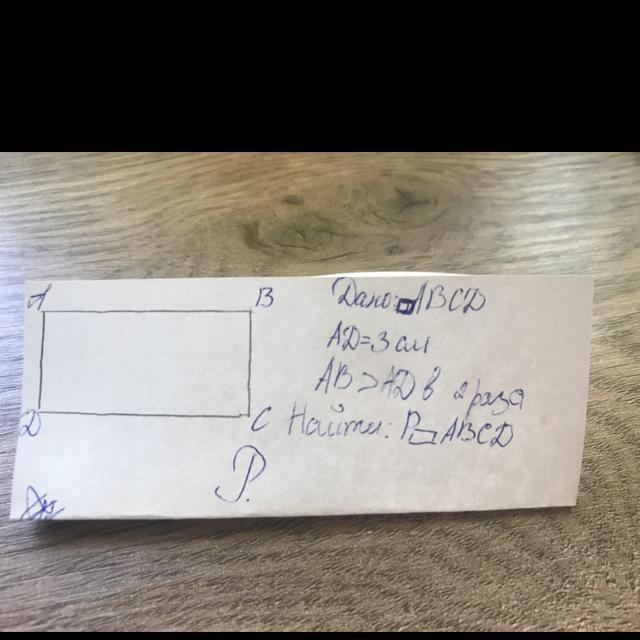 A B
Дано: ABCD
AD=3 см
AB>AD в 2 раза
D C
Найти: P▭ABCD
P.